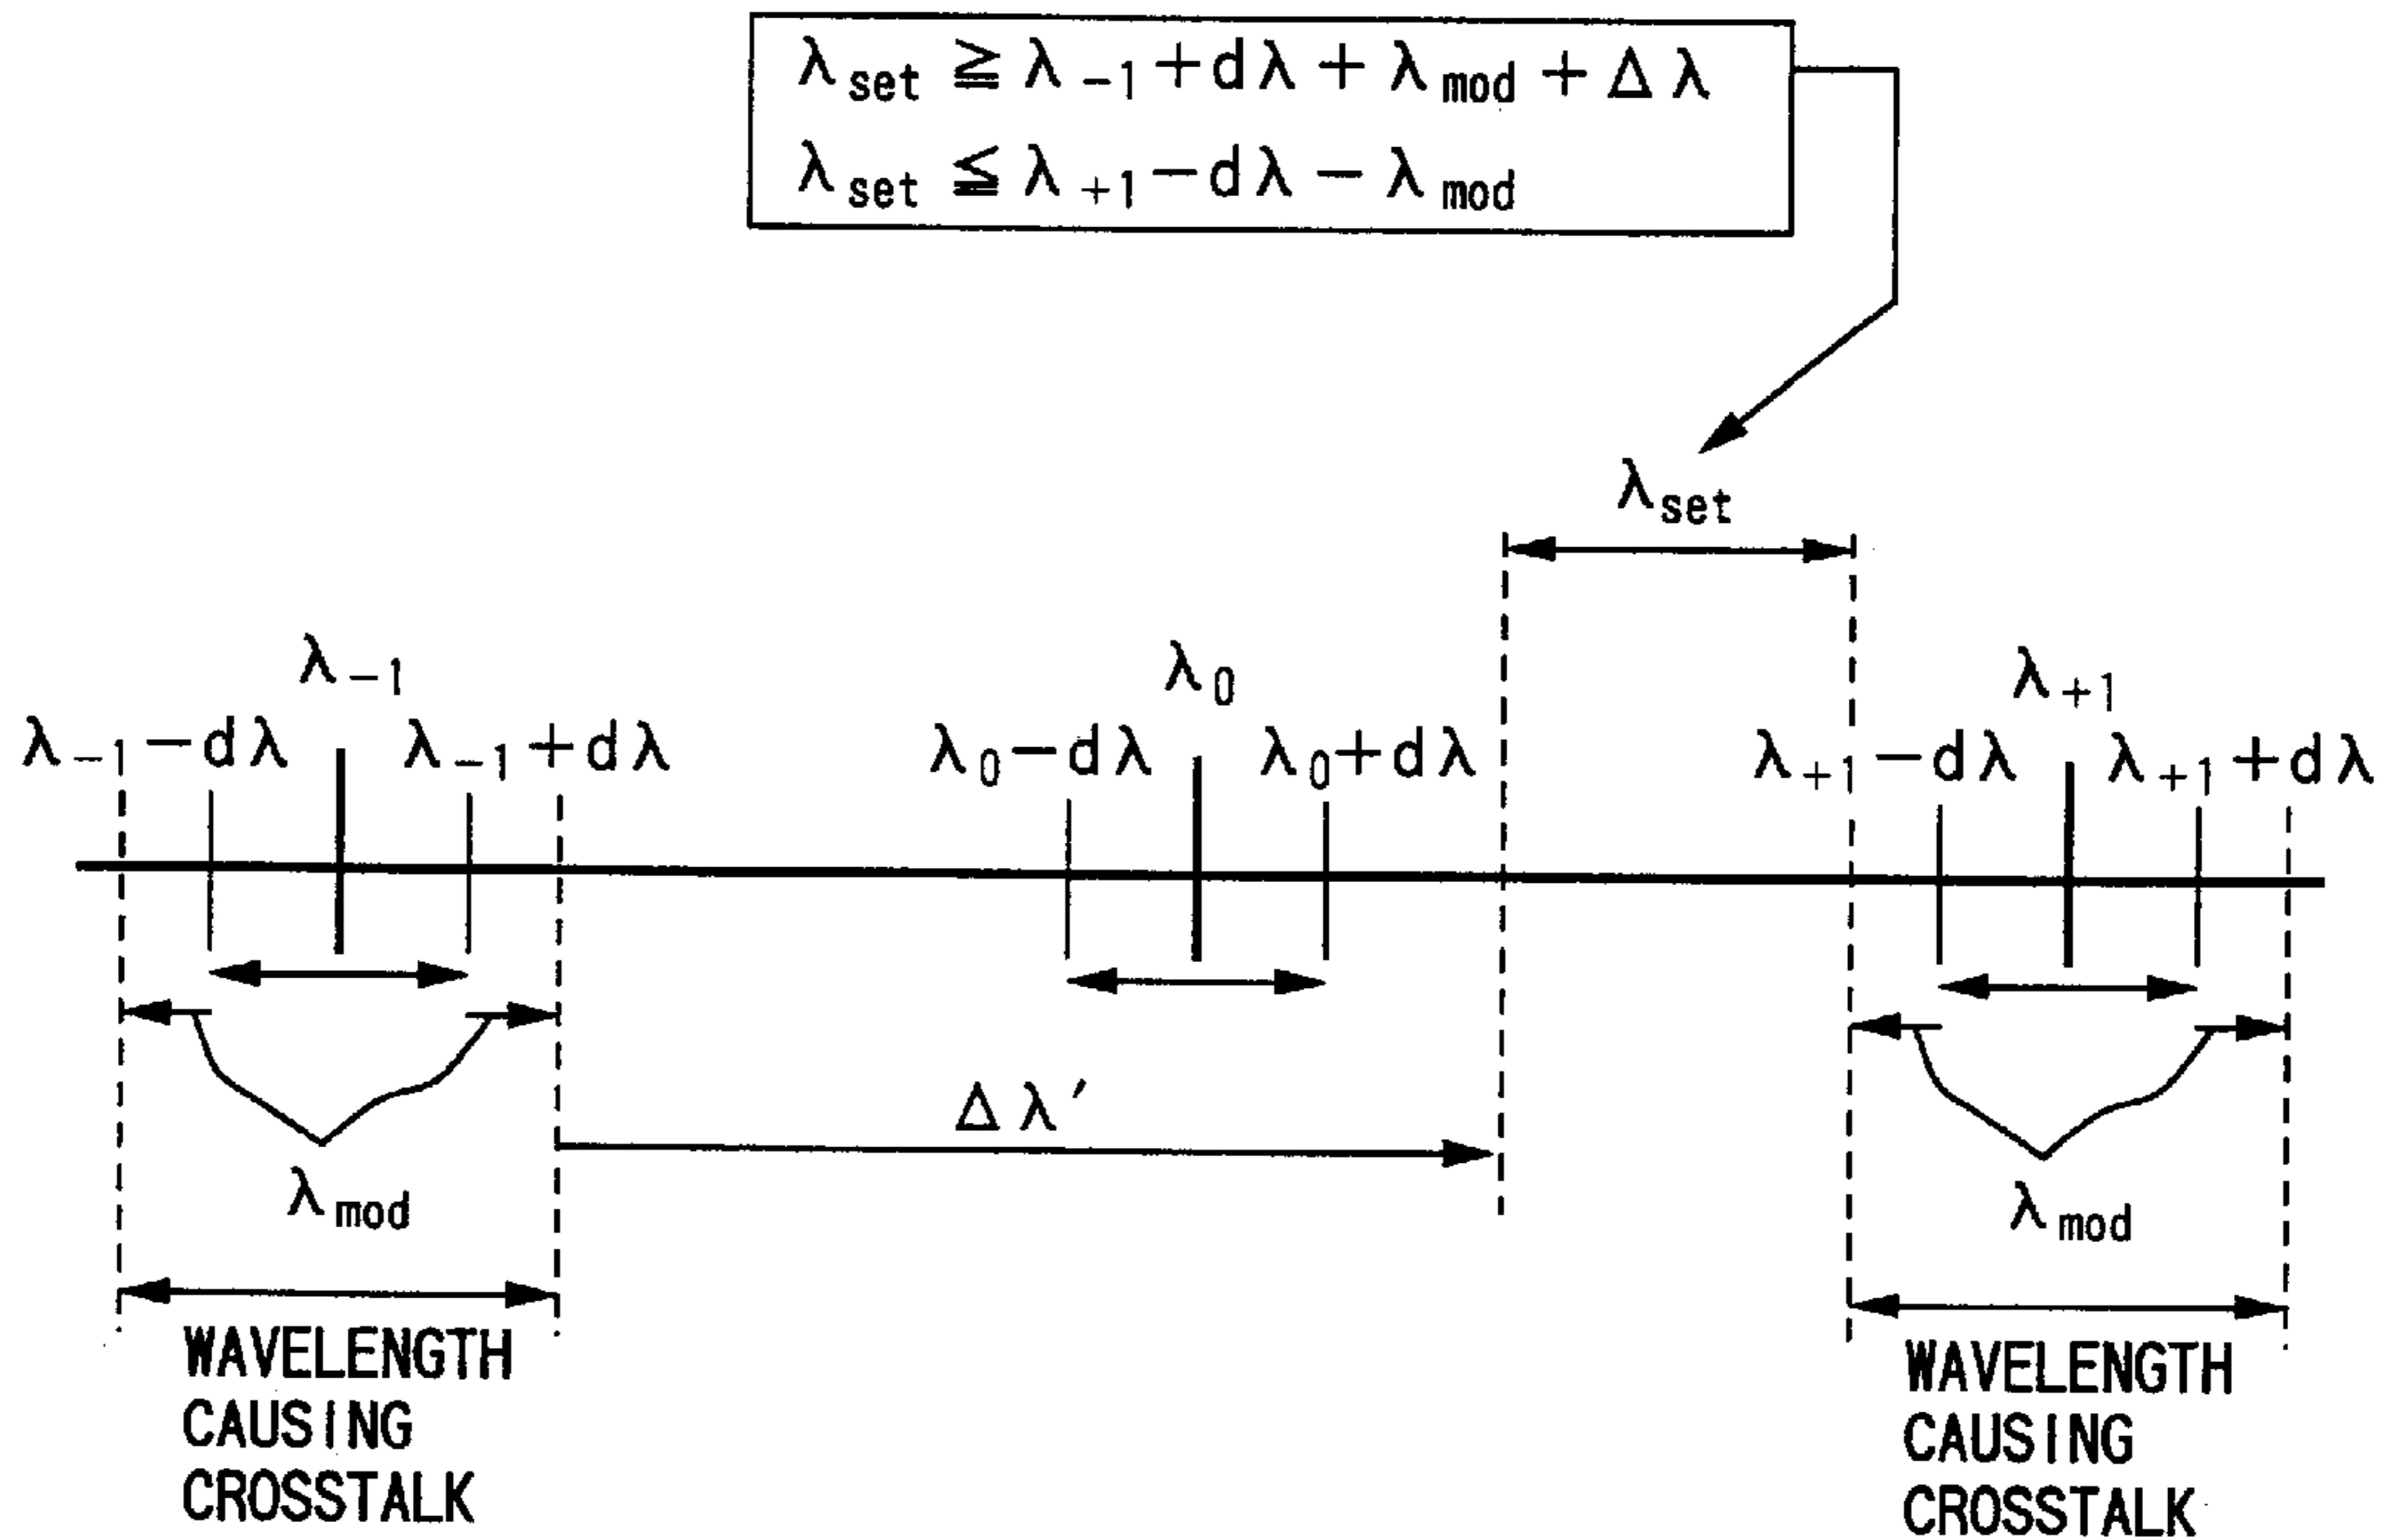 λset ≧ λ−1+dλ+λmod+Δλ
λset ≦ λ+1−dλ−λmod
λset
λ−1
λ0
λ+1
λ−1−dλ
λ−1+dλ
λ0−dλ
λ0+dλ
λ+1−dλ
λ+1+dλ
Δλ′
λmod
λmod
WAVELENGTH
CAUSING
CROSSTALK
WAVELENGTH
CAUSING
CROSSTALK